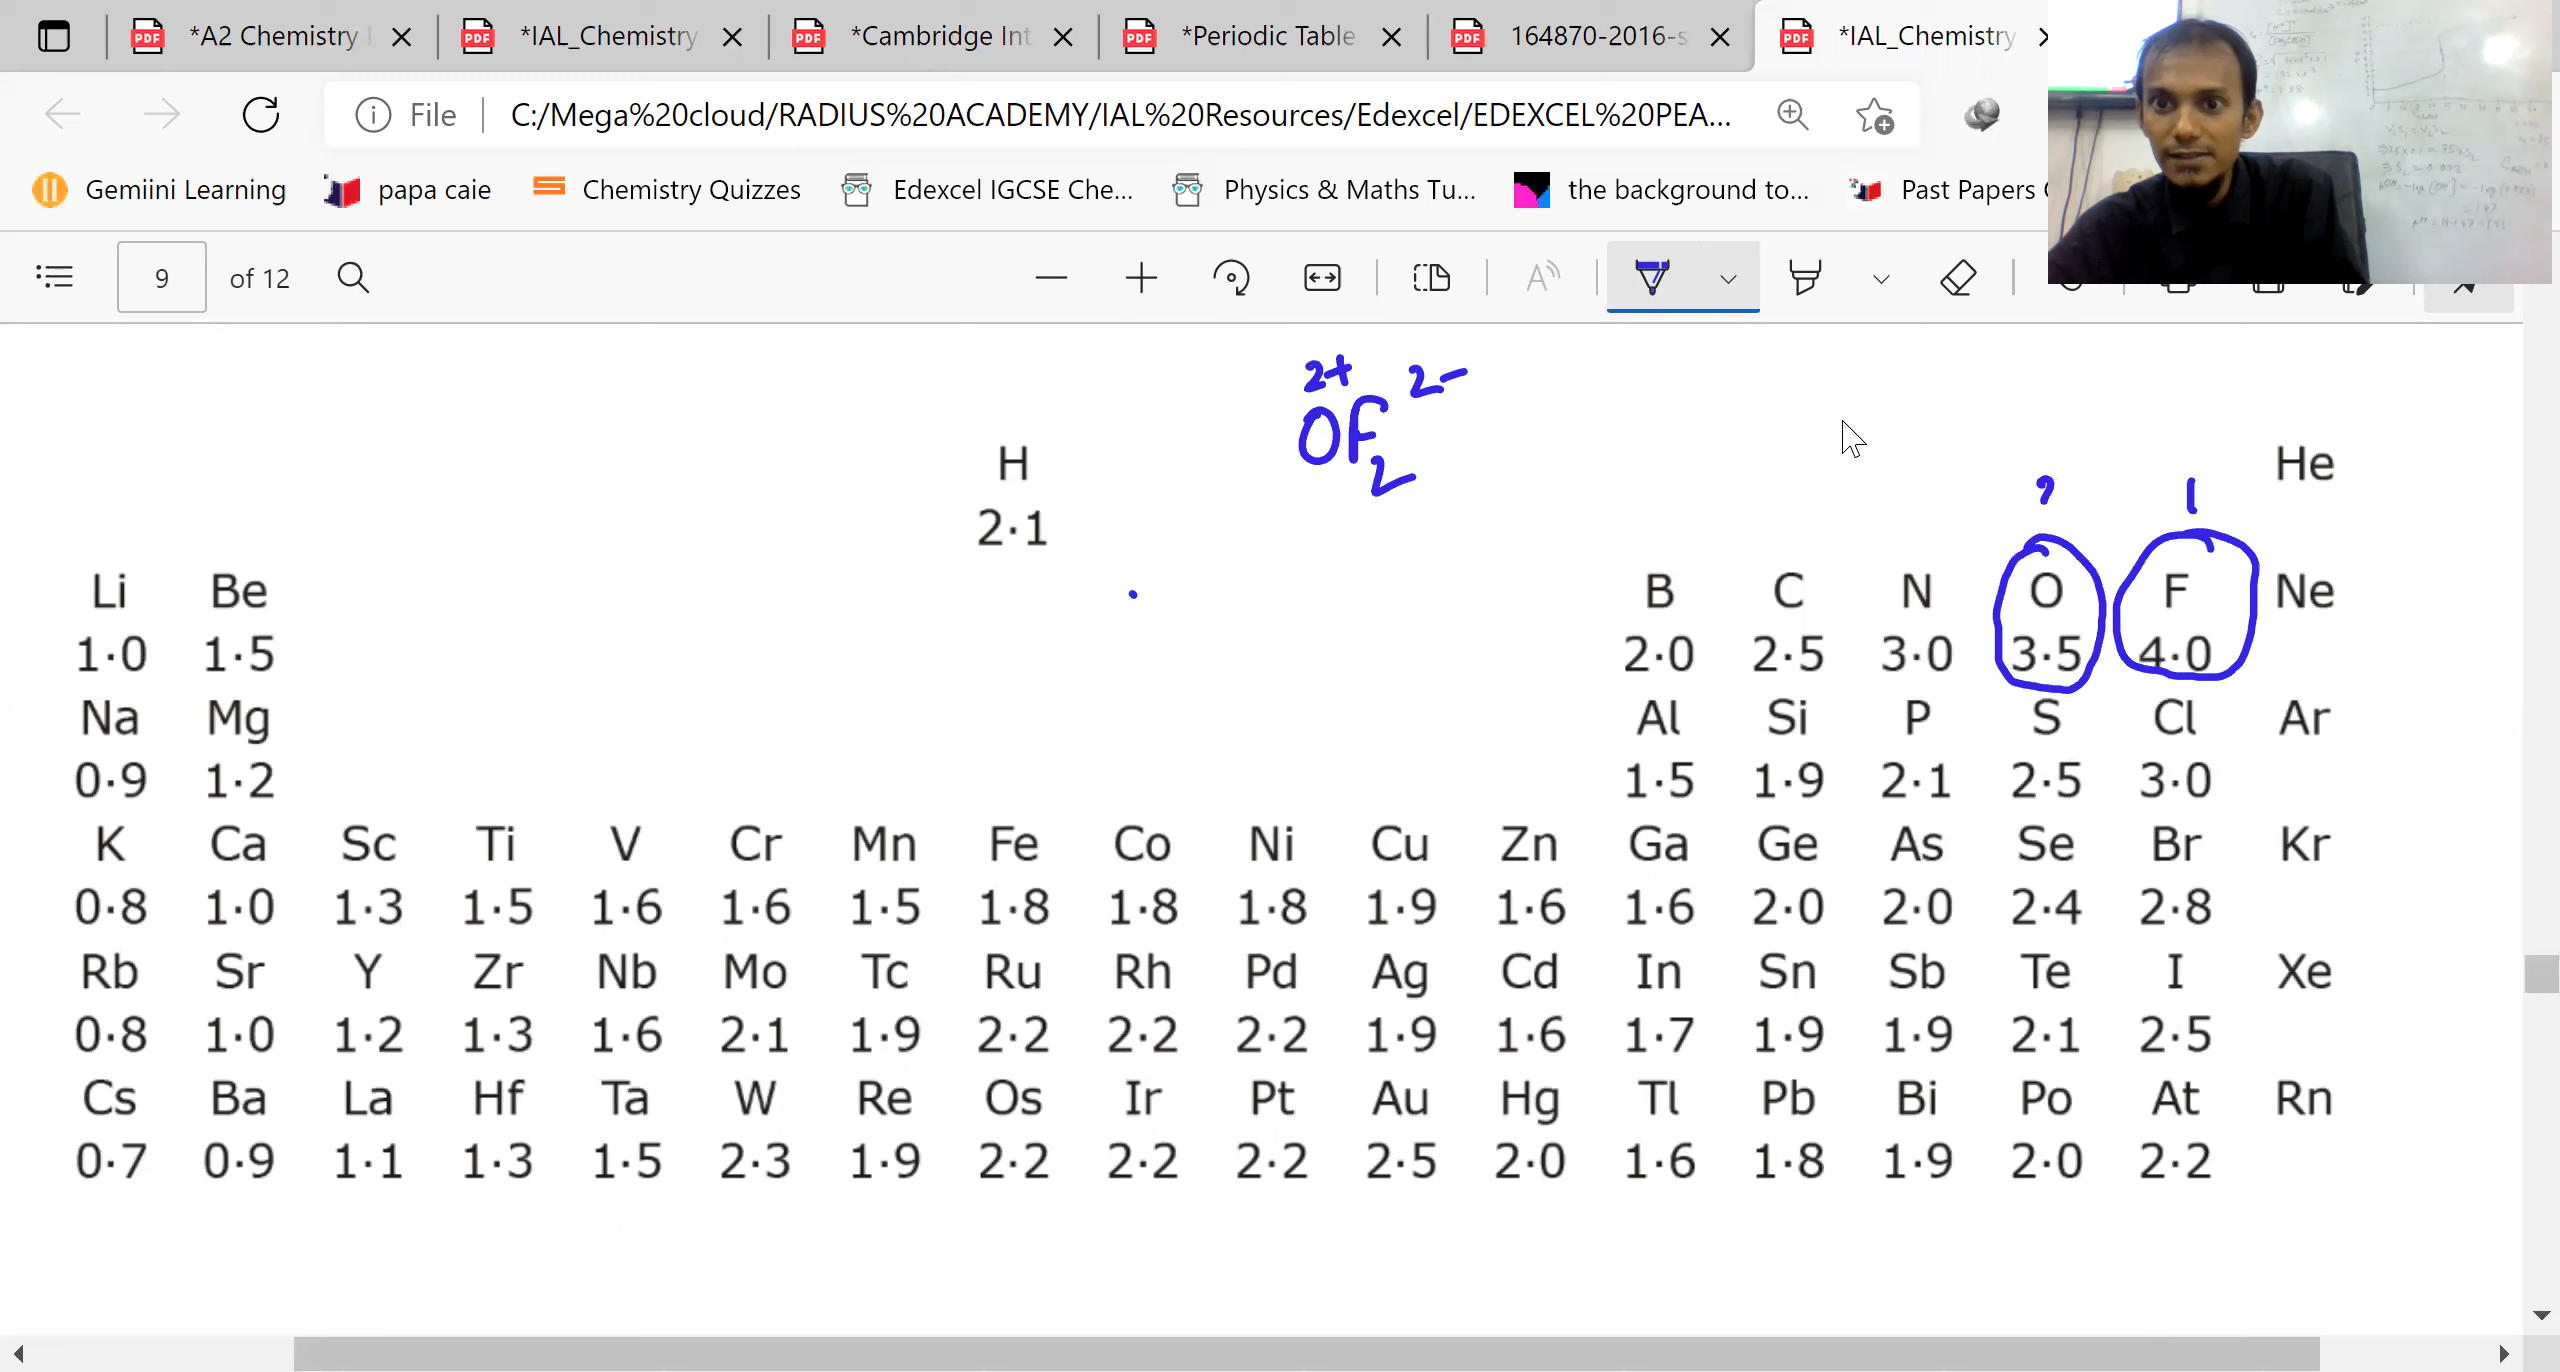 *A2 Chemistry *IAL_Chemistry *Cambridge Int *Periodic Table 164870-2016-s *IAL_Chemistry
File C:/Mega%20cloud/RADIUS%20ACADEMY/IAL%20Resources/Edexcel/EDEXCEL%20PEA...
Gemiini Learning papa caie Chemistry Quizzes Edexcel IGCSE Che... Physics & Maths Tu... the background to... Past Papers
9 of 12
2+ 2-
OF2
H He
2·1
2 1
Li Be B C N O F Ne
1·0 1·5 2·0 2·5 3·0 3·5 4·0
Na Mg Al Si P S Cl Ar
0·9 1·2 1·5 1·9 2·1 2·5 3·0
K Ca Sc Ti V Cr Mn Fe Co Ni Cu Zn Ga Ge As Se Br Kr
0·8 1·0 1·3 1·5 1·6 1·6 1·5 1·8 1·8 1·8 1·9 1·6 1·6 2·0 2·0 2·4 2·8
Rb Sr Y Zr Nb Mo Tc Ru Rh Pd Ag Cd In Sn Sb Te I Xe
0·8 1·0 1·2 1·3 1·6 2·1 1·9 2·2 2·2 2·2 1·9 1·6 1·7 1·9 1·9 2·1 2·5
Cs Ba La Hf Ta W Re Os Ir Pt Au Hg Tl Pb Bi Po At Rn
0·7 0·9 1·1 1·3 1·5 2·3 1·9 2·2 2·2 2·2 2·5 2·0 1·6 1·8 1·9 2·0 2·2